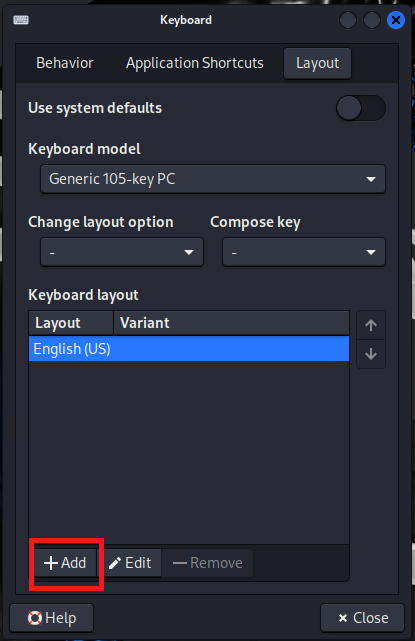 Keyboard
Behavior Application Shortcuts Layout
Use system defaults
Keyboard model
Generic 105-key PC
Change layout option Compose key
- -
Keyboard layout
Layout Variant
English (US)
Add Edit Remove
Help Close